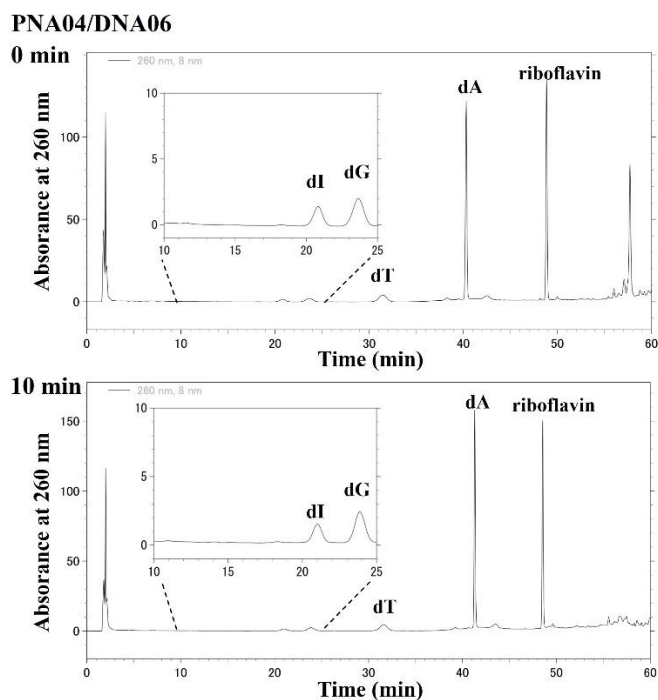 PNA04/DNA06
0 min
260 nm, 8 nm
Absorance at 260 nm
150
100
50
0
10
5
0
dI
dG
10 15 20 25
dT
dA
riboflavin
0 10 20 30 40 50 60
Time (min)
10 min
260 nm, 8 nm
Absorance at 260 nm
150
100
50
0
10
5
0
dI
dG
10 15 20 25
dT
dA
riboflavin
0 10 20 30 40 50 60
Time (min)